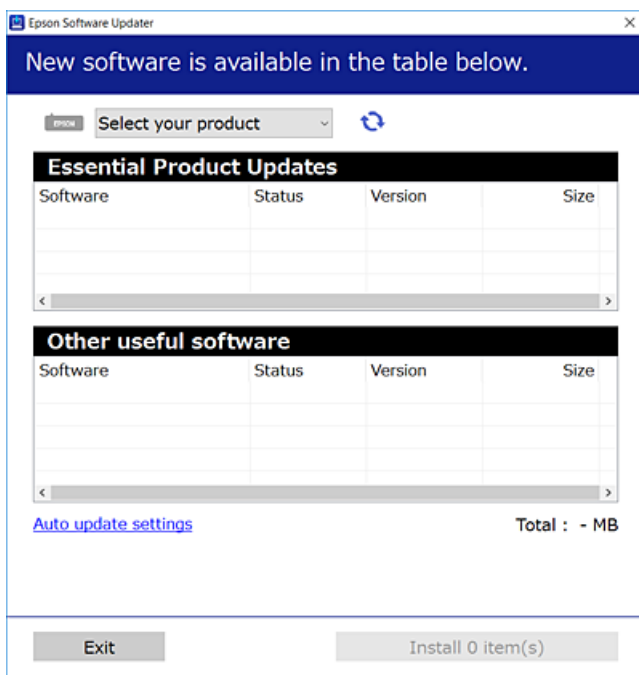 Epson Software Updater
New software is available in the table below.
EPSON Select your product
Essential Product Updates
Software Status Version Size
Other useful software
Software Status Version Size
Auto update settings Total : - MB
Exit Install 0 item(s)